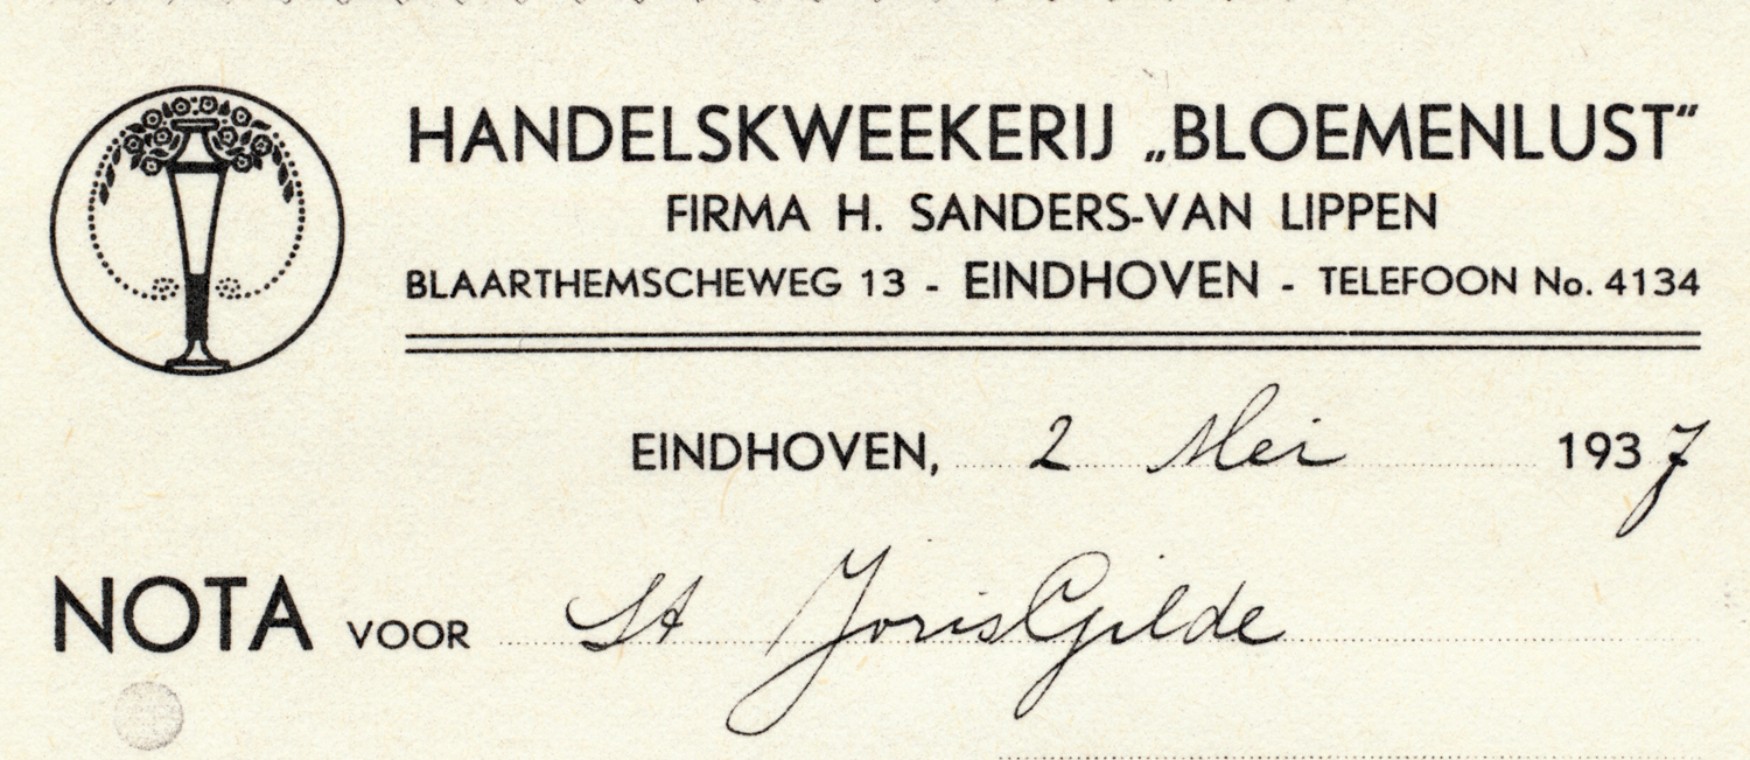 HANDELSKWEEKERIJ „BLOEMENLUST“
FIRMA H. SANDERS-VAN LIPPEN
BLAARTHEMSCHEWEG 13 - EINDHOVEN - TELEFOON No. 4134
EINDHOVEN, 2 Mei 1937
NOTA VOOR St JorisGilde